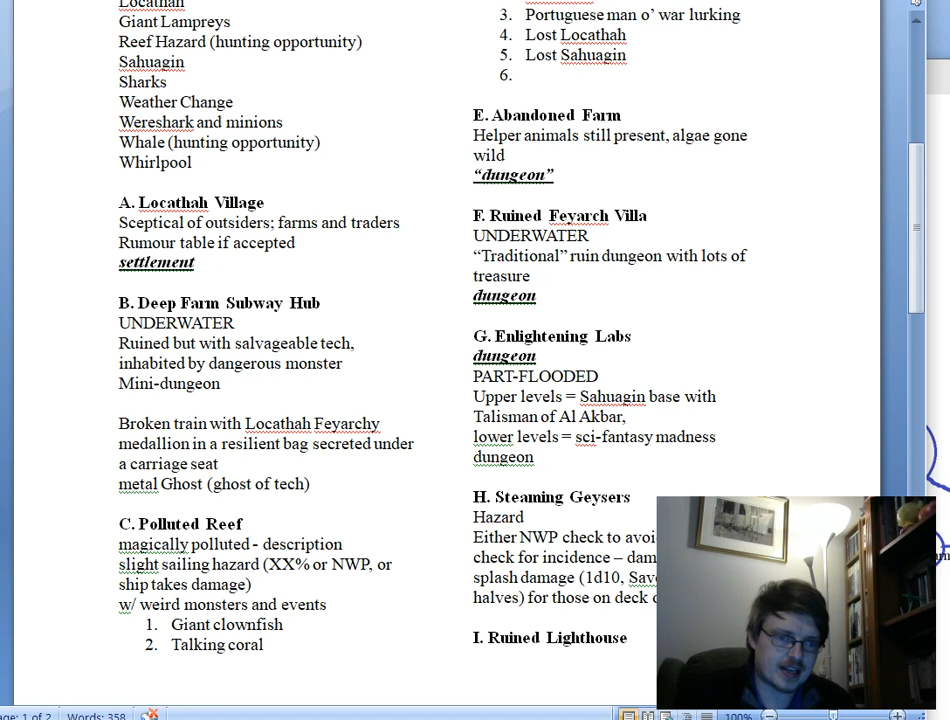 Locathah
Giant Lampreys
Reef Hazard (hunting opportunity)
Sahuagin
Sharks
Weather Change
Wereshark and minions
Whale (hunting opportunity)
Whirlpool
A. Locathah Village
Sceptical of outsiders; farms and traders
Rumour table if accepted
settlement
B. Deep Farm Subway Hub
UNDERWATER
Ruined but with salvageable tech,
inhabited by dangerous monster
Mini-dungeon
Broken train with Locathah Feyarchy
medallion in a resilient bag secreted under
a carriage seat
metal Ghost (ghost of tech)
C. Polluted Reef
magically polluted - description
slight sailing hazard (XX% or NWP, or
ship takes damage)
w/ weird monsters and events
1. Giant clownfish
2. Talking coral
3. Portuguese man o’ war lurking
4. Lost Locathah
5. Lost Sahuagin
6.
E. Abandoned Farm
Helper animals still present, algae gone
wild
“dungeon”
F. Ruined Feyarch Villa
UNDERWATER
“Traditional” ruin dungeon with lots of
treasure
dungeon
G. Enlightening Labs
dungeon
PART-FLOODED
Upper levels = Sahuagin base with
Talisman of Al Akbar,
lower levels = sci-fantasy madness
dungeon
H. Steaming Geysers
Hazard
Either NWP check to avoi
check for incidence – dam
splash damage (1d10, Save
halves) for those on deck
I. Ruined Lighthouse
age: 1 of 2 Words: 358 100%